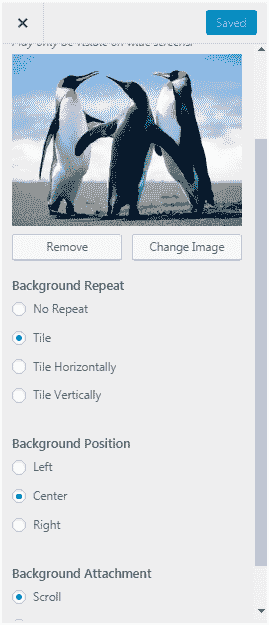 Saved
May only be visible on wide screens.
Remove
Change Image
Background Repeat
No Repeat
Tile
Tile Horizontally
Tile Vertically
Background Position
Left
Center
Right
Background Attachment
Scroll